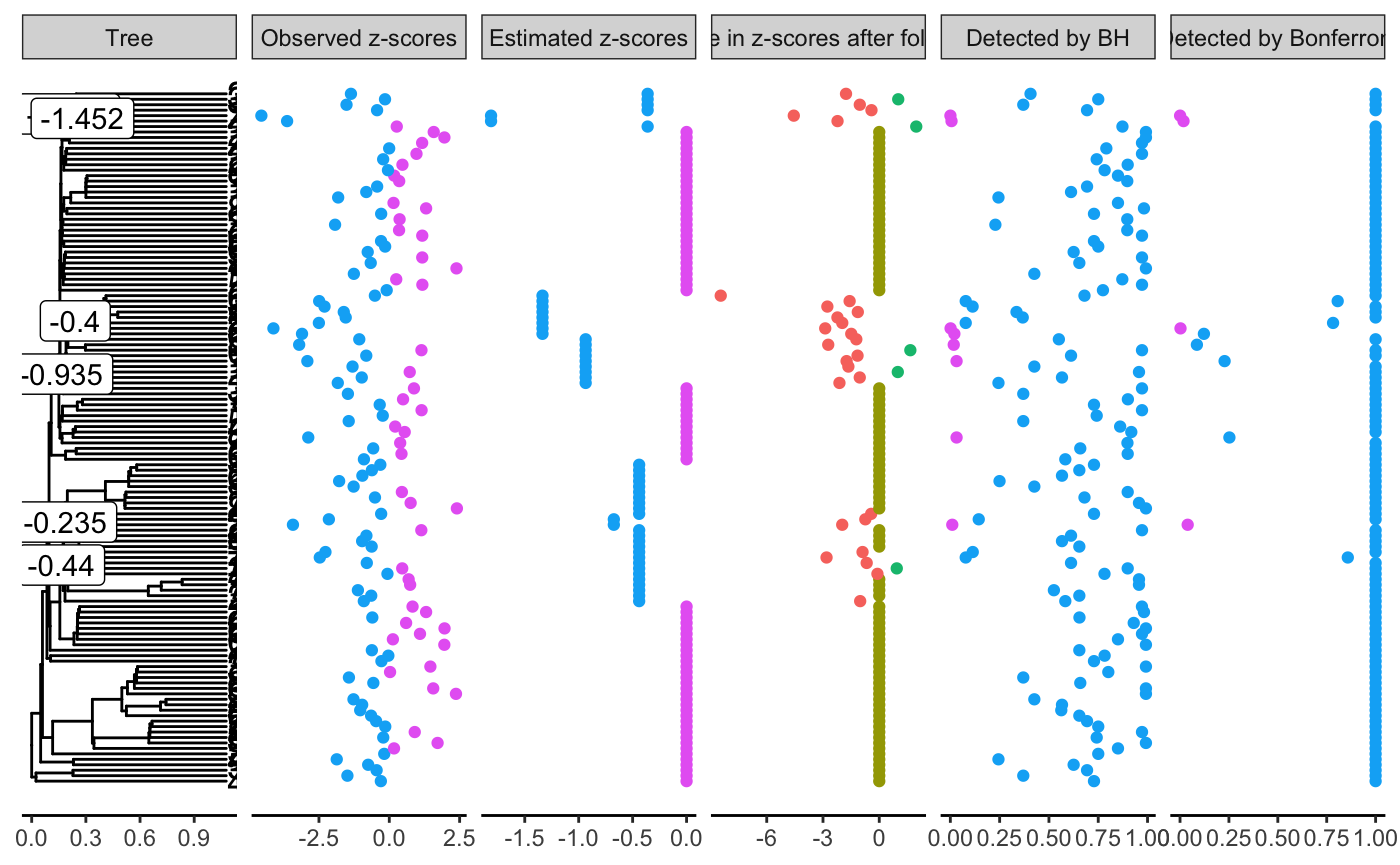 Tree
Observed z-scores
Estimated z-scores
e in z-scores after fol
Detected by BH
Detected by Bonferron
-1.452
-0.4
-0.935
-0.235
-0.44
0.0 0.3 0.6 0.9
-2.5 0.0 2.5
-1.5 -1.0 -0.5 0.0
-6 -3 0
0.00 0.25 0.50 0.75 1.00
0.00 0.25 0.50 0.75 1.00